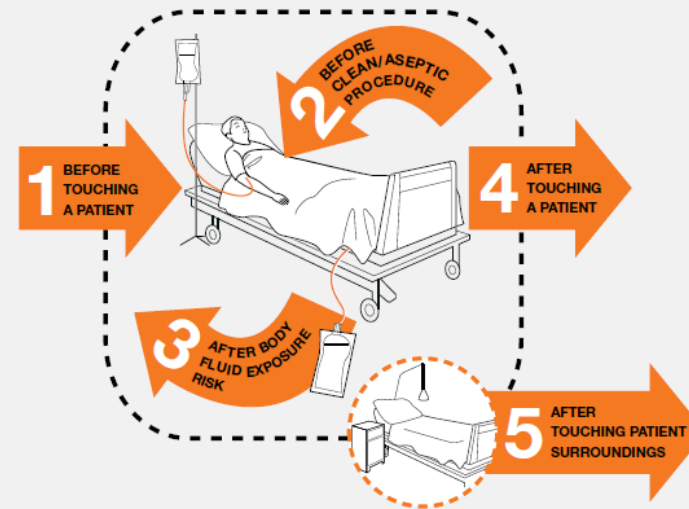 1
BEFORE
TOUCHING
A PATIENT
2
BEFORE
CLEAN/ASEPTIC
PROCEDURE
3
AFTER BODY
FLUID EXPOSURE
RISK
4
AFTER
TOUCHING
A PATIENT
5
AFTER
TOUCHING PATIENT
SURROUNDINGS